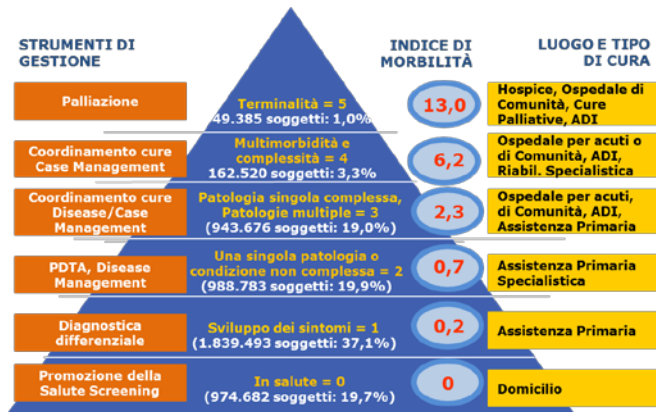 STRUMENTI DI
GESTIONE
INDICE DI
MORBILITÀ
LUOGO E TIPO
DI CURA
Palliazione
Terminalità = 5
49.385 soggetti: 1,0%)
13,0
Hospice, Ospedale di
Comunità, Cure
Palliative, ADI
Coordinamento cure
Case Management
Multimorbidità e
complessità = 4
162.520 soggetti: 3,3%)
6,2
Ospedale per acuti o
di Comunità, ADI,
Riabil. Specialistica
Coordinamento cure
Disease/Case
Management
Patologia singola complessa,
Patologie multiple = 3
(943.676 soggetti: 19,0%)
2,3
Ospedale per acuti,
di Comunità, ADI,
Assistenza Primaria
PDTA, Disease
Management
Una singola patologia o
condizione non complessa = 2
(988.783 soggetti: 19,9%)
0,7
Assistenza Primaria
Specialistica
Diagnostica
differenziale
Sviluppo dei sintomi = 1
(1.839.493 soggetti: 37,1%)
0,2
Assistenza Primaria
Promozione della
Salute Screening
In salute = 0
(974.682 soggetti: 19,7%)
0
Domicilio